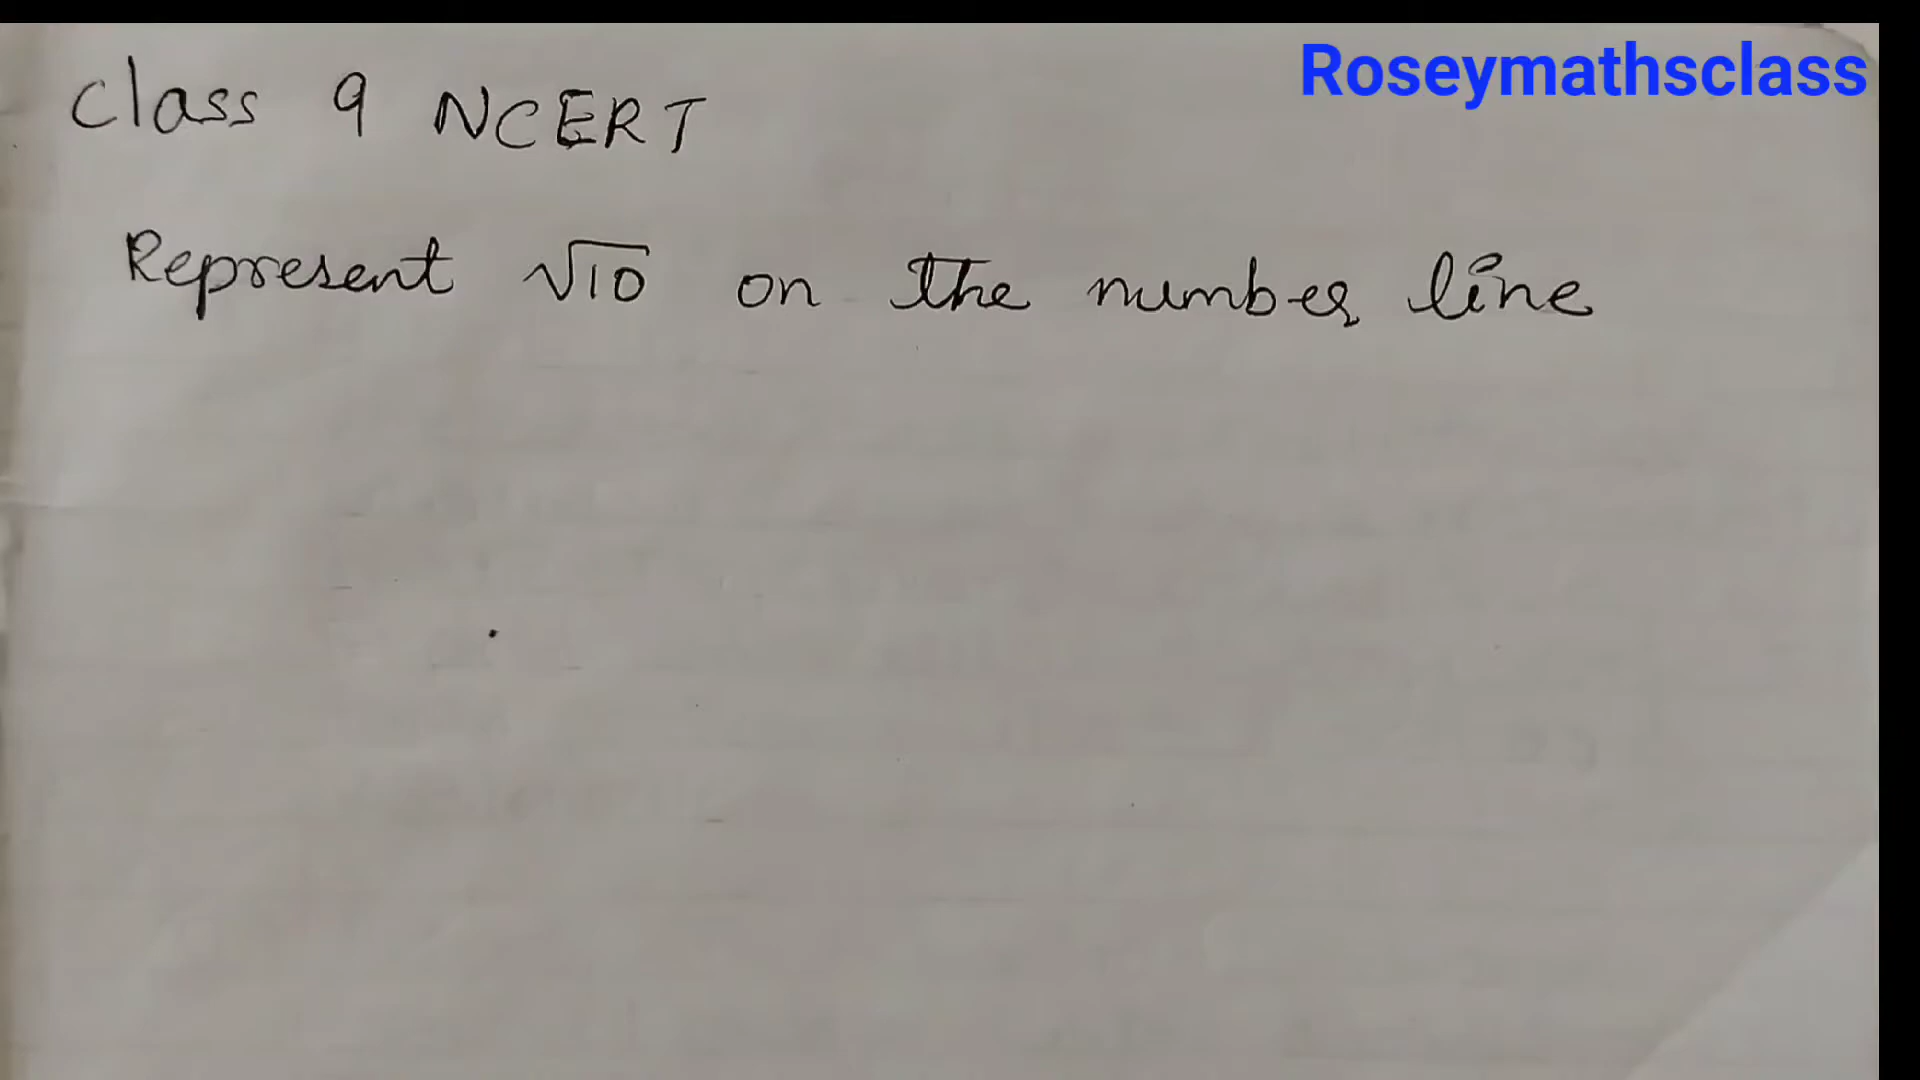 Roseymathsclass
Class 9 NCERT
Represent √10 on the number line